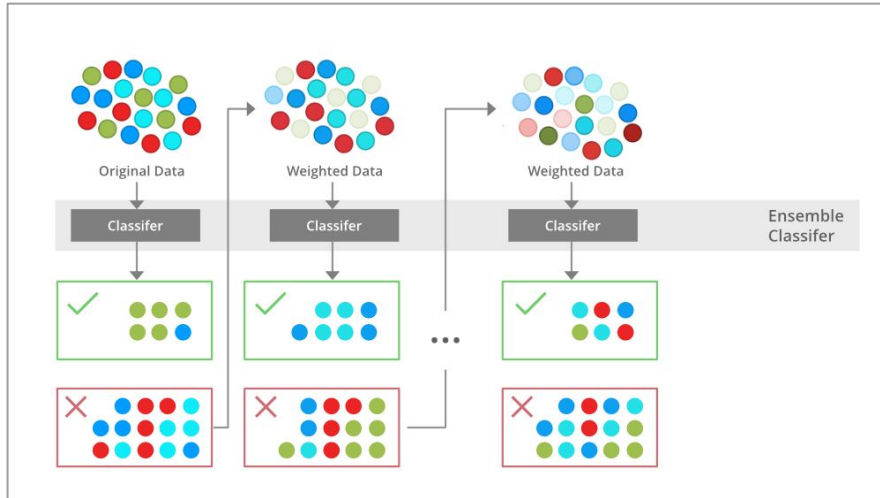 Original Data
Weighted Data
Weighted Data
Classifer
Classifer
Classifer
Ensemble
Classifer
...